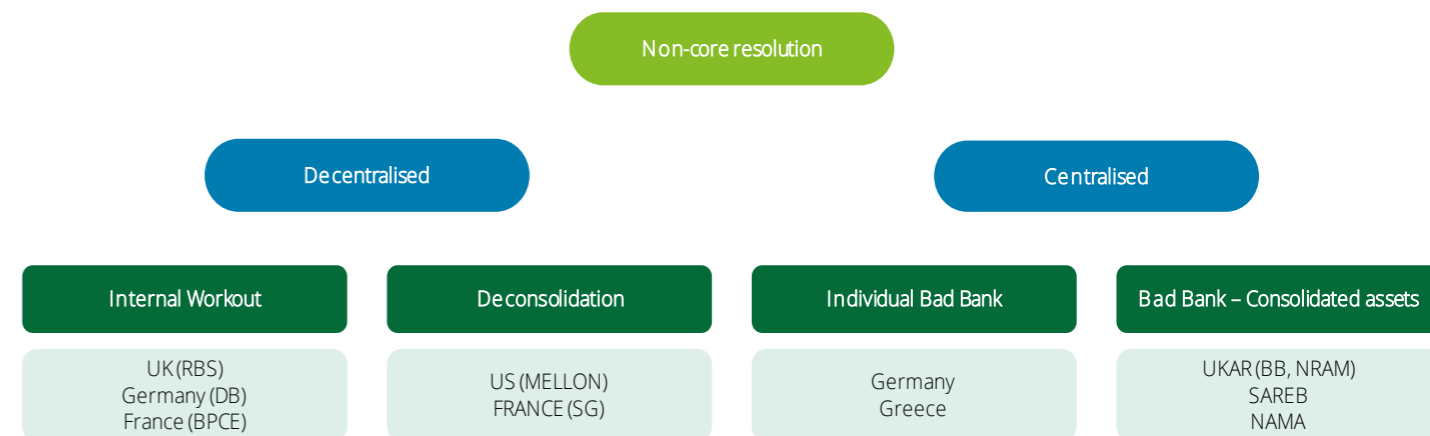 Non-core resolution
Decentralised
Centralised
Internal Workout
Deconsolidation
Individual Bad Bank
Bad Bank – Consolidated assets
UK (RBS)
Germany (DB)
France (BPCE)
US (MELLON)
FRANCE (SG)
Germany
Greece
UKAR (BB, NRAM)
SAREB
NAMA